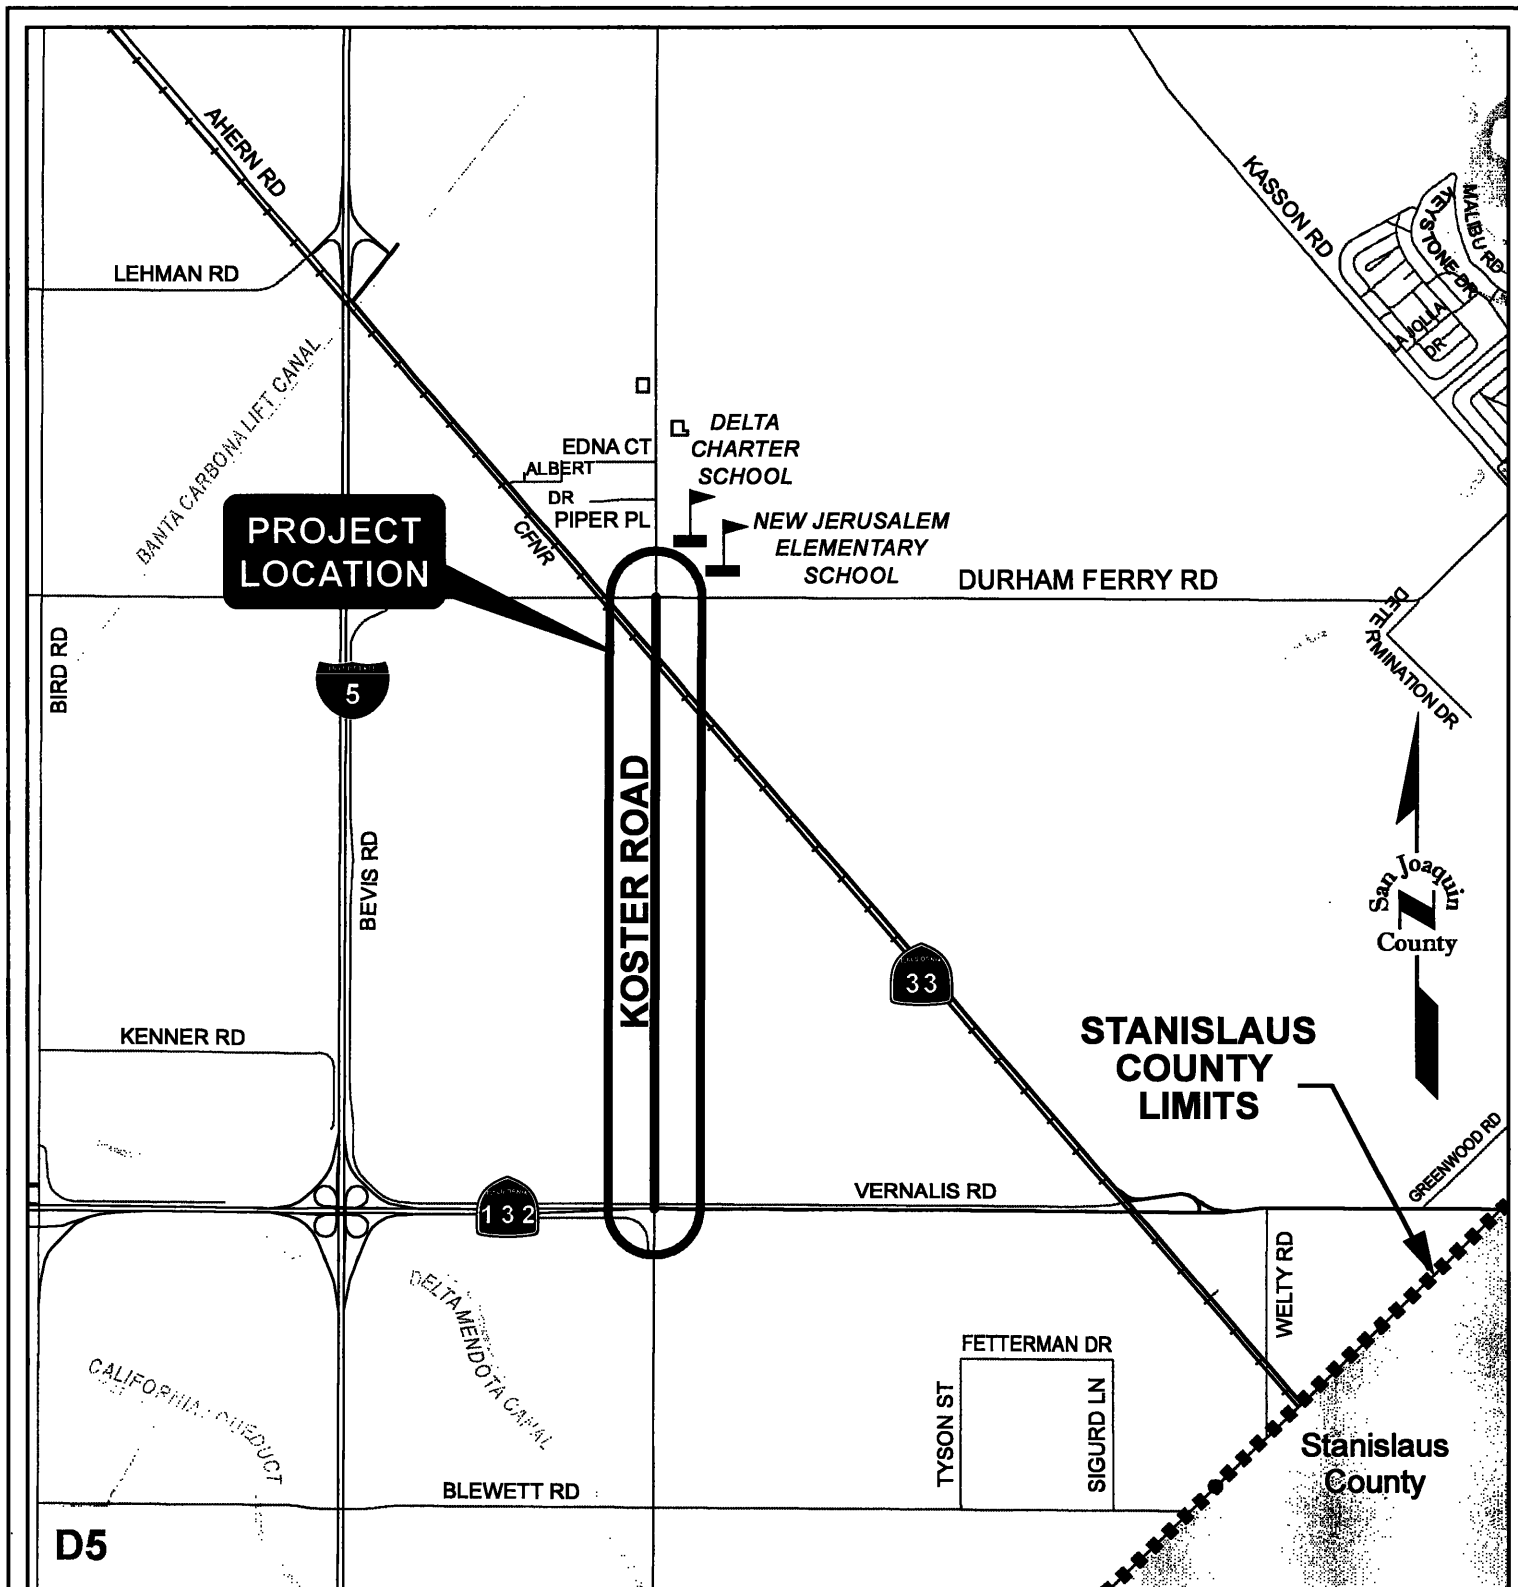 AHERN RD
KASSON RD
MALIBU RD
KEYSTONE DR
LA JOLLA
DR
LEHMAN RD
BANTA CARBONA LIFT CANAL
DELTA
CHARTER
SCHOOL
EDNA CT
ALBERT
DR
PIPER PL
CFNR
NEW JERUSALEM
ELEMENTARY
SCHOOL
PROJECT
LOCATION
DURHAM FERRY RD
DETERMINATION DR
BIRD RD
5
BEVIS RD
KOSTER ROAD
San Joaquin
N
County
33
STANISLAUS
COUNTY
LIMITS
KENNER RD
GREENWOOD RD
132
VERNALIS RD
WELTY RD
DELTA MENDOTA CANAL
FETTERMAN DR
CALIFORNIA
TYSON ST
SIGURD LN
Stanislaus
County
BLEWETT RD
D5